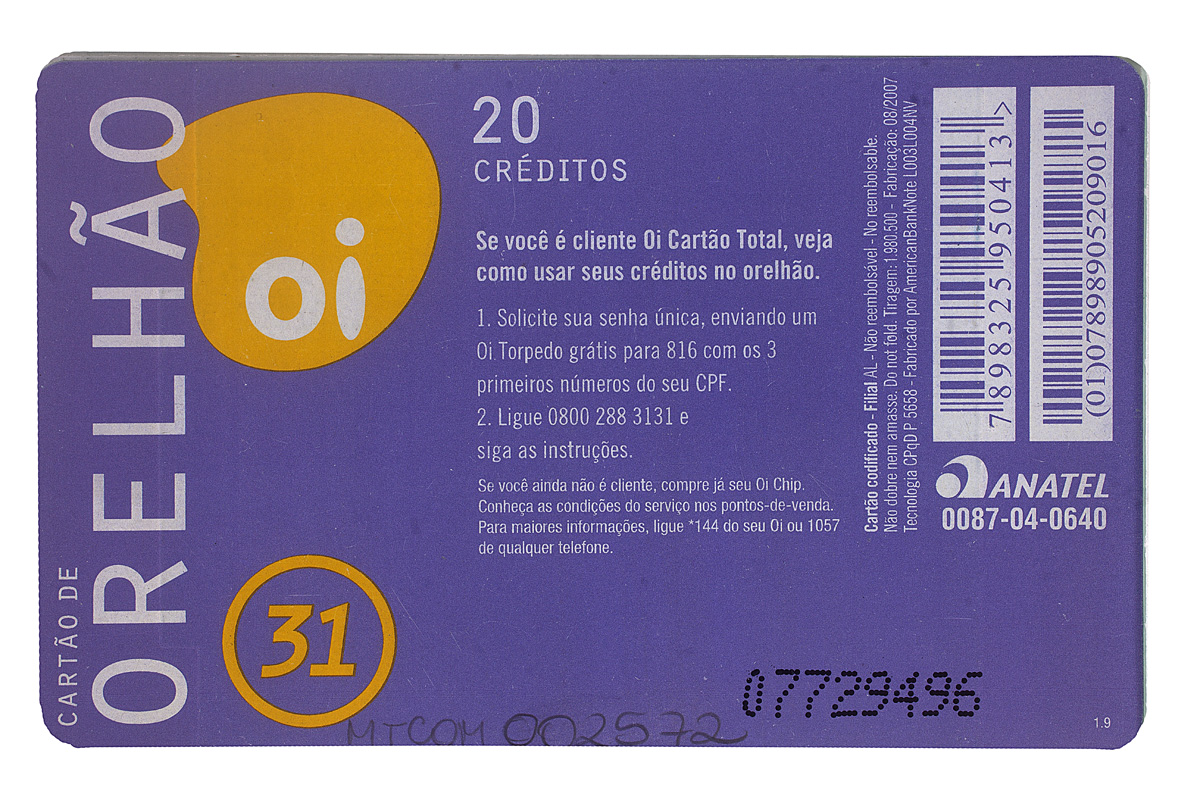 CARTÃO DE
ORELHÃO
oi
31
20
CRÉDITOS
Se você é cliente Oi Cartão Total, veja
como usar seus créditos no orelhão.
1. Solicite sua senha única, enviando um
Oi Torpedo grátis para 816 com os 3
primeiros números do seu CPF.
2. Ligue 0800 288 3131 e
siga as instruções.
Se você ainda não é cliente, compre já seu Oi Chip.
Conheça as condições do serviço nos pontos-de-venda.
Para maiores informações, ligue *144 do seu Oi ou 1057
de qualquer telefone.
Cartão codificado - Filial AL - Não reembolsável - No reembolsable.
Não dobre nem amasse. Do not fold. Tiragem: 1.980.500 - Fabricação: 08/2007
Tecnologia CPqD P 5658 - Fabricado por AmericanBankNote L003L004NV
7 898325 950413 >
(01)07898905209016
ANATEL
0087-04-0640
07729496
MTCOM 002572
1.9